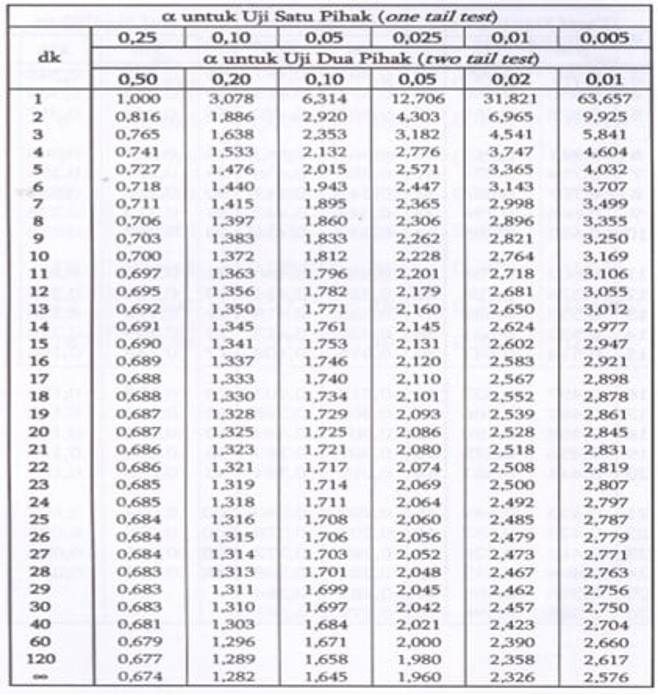 α untuk Uji Satu Pihak (one tail test)
0,25 0,10 0,05 0,025 0,01 0,005
dk α untuk Uji Dua Pihak (two tail test)
0,50 0,20 0,10 0,05 0,02 0,01
1 1,000 3,078 6,314 12,706 31,821 63,657
2 0,816 1,886 2,920 4,303 6,965 9,925
3 0,765 1,638 2,353 3,182 4,541 5,841
4 0,741 1,533 2,132 2,776 3,747 4,604
5 0,727 1,476 2,015 2,571 3,365 4,032
6 0,718 1,440 1,943 2,447 3,143 3,707
7 0,711 1,415 1,895 2,365 2,998 3,499
8 0,706 1,397 1,860 2,306 2,896 3,355
9 0,703 1,383 1,833 2,262 2,821 3,250
10 0,700 1,372 1,812 2,228 2,764 3,169
11 0,697 1,363 1,796 2,201 2,718 3,106
12 0,695 1,356 1,782 2,179 2,681 3,055
13 0,692 1,350 1,771 2,160 2,650 3,012
14 0,691 1,345 1,761 2,145 2,624 2,977
15 0,690 1,341 1,753 2,131 2,602 2,947
16 0,689 1,337 1,746 2,120 2,583 2,921
17 0,688 1,333 1,740 2,110 2,567 2,898
18 0,688 1,330 1,734 2,101 2,552 2,878
19 0,687 1,328 1,729 2,093 2,539 2,861
20 0,687 1,325 1,725 2,086 2,528 2,845
21 0,686 1,323 1,721 2,080 2,518 2,831
22 0,686 1,321 1,717 2,074 2,508 2,819
23 0,685 1,319 1,714 2,069 2,500 2,807
24 0,685 1,318 1,711 2,064 2,492 2,797
25 0,684 1,316 1,708 2,060 2,485 2,787
26 0,684 1,315 1,706 2,056 2,479 2,779
27 0,684 1,314 1,703 2,052 2,473 2,771
28 0,683 1,313 1,701 2,048 2,467 2,763
29 0,683 1,311 1,699 2,045 2,462 2,756
30 0,683 1,310 1,697 2,042 2,457 2,750
40 0,681 1,303 1,684 2,021 2,423 2,704
60 0,679 1,296 1,671 2,000 2,390 2,660
120 0,677 1,289 1,658 1,980 2,358 2,617
∞ 0,674 1,282 1,645 1,960 2,326 2,576